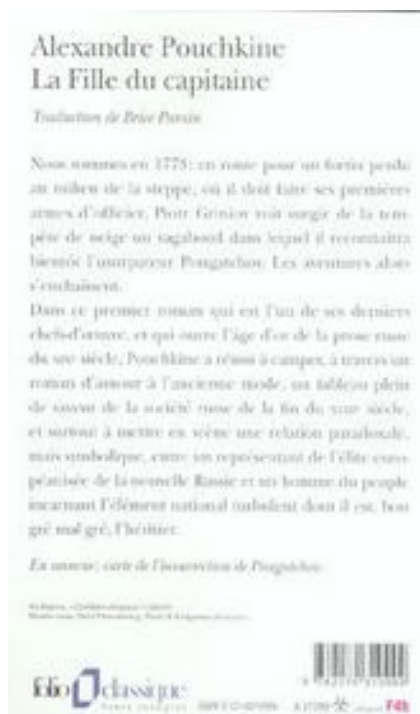 Alexandre Pouchkine
La Fille du capitaine
Traduction de Brice Parain
Nous sommes en 1773 : en route pour un fortin perdu
au milieu de la steppe, où il doit faire ses premières
armes d'officier, Piotr Griniov voit surgir de la tem-
pête de neige un vagabond dans lequel il reconnaîtra
bientôt l'usurpateur Pougatchov. Les aventures alors
s'enchaînent.
Dans ce premier roman qui est l'un de ses derniers
chefs-d'œuvre, et qui ouvre l'âge d'or de la prose russe
du XIXe siècle, Pouchkine a réussi à camper, à travers un
roman d'amour à l'ancienne mode, un tableau plein
de saveur de la société russe de la fin du XVIIIe siècle,
et surtout à mettre en scène une relation paradoxale,
mais symbolique, entre un représentant de l'élite euro-
péanisée de la nouvelle Russie et un homme du peuple
incarnant l'élément national turbulent dont il est, bon
gré mal gré, l'héritier.
En annexe : carte de l'insurrection de Pougatchov.
folio classique